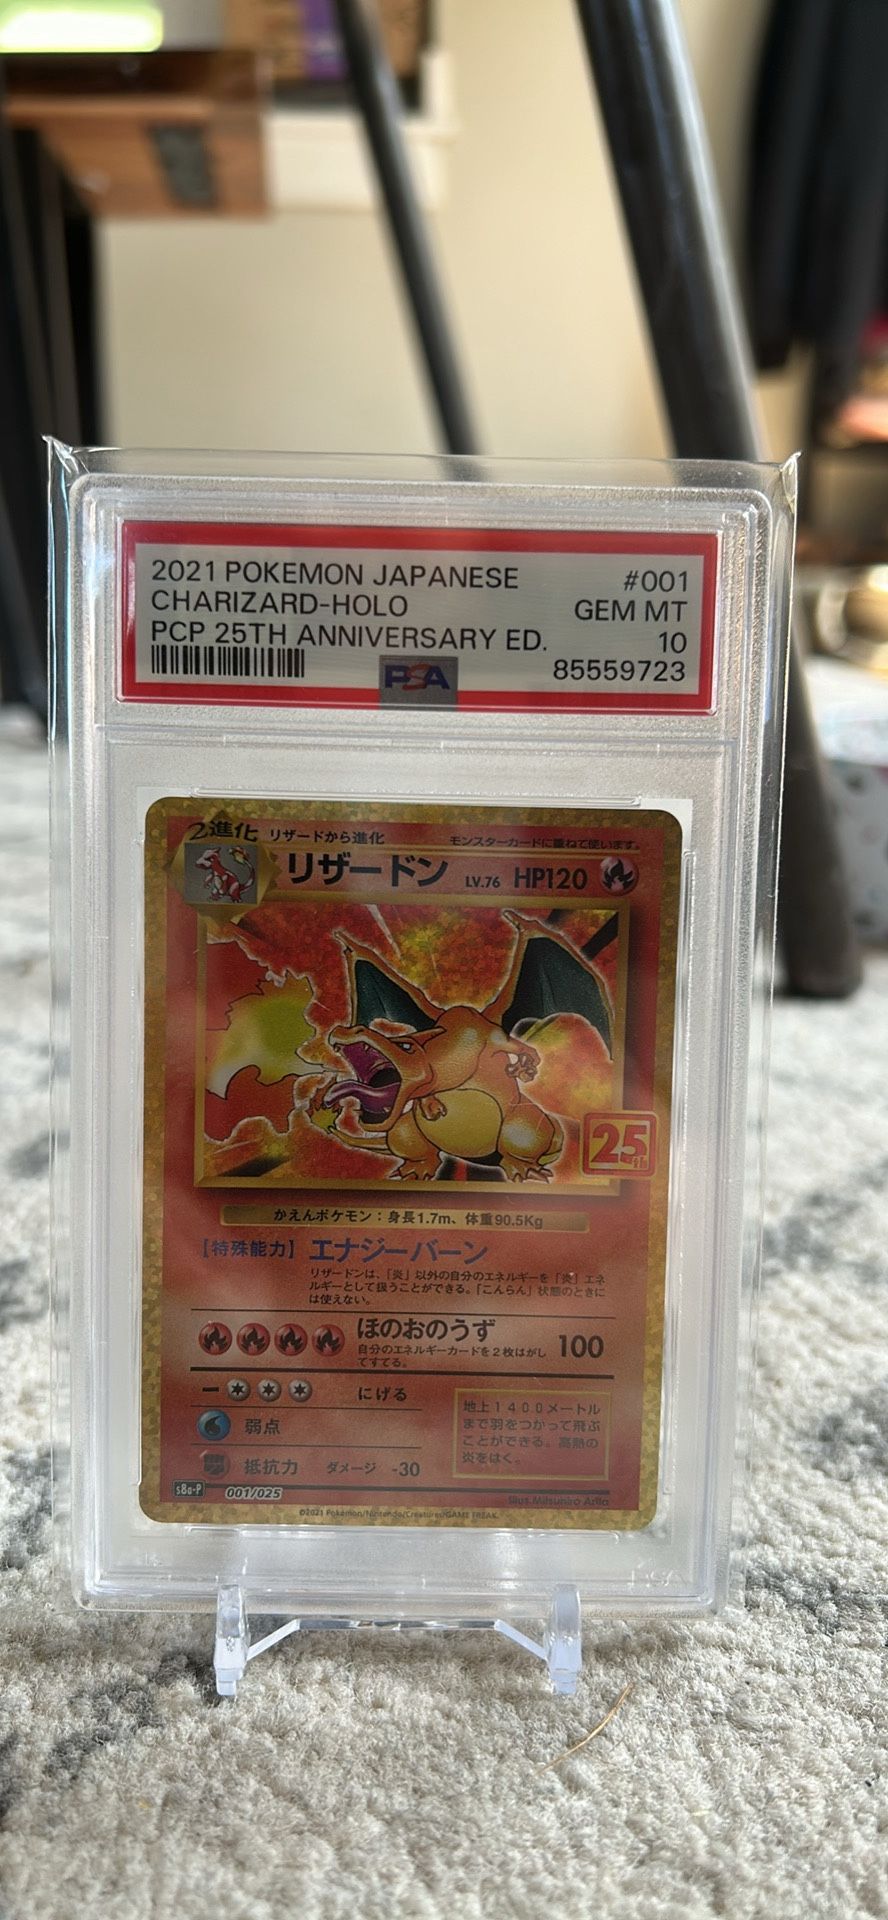 2021 POKEMON JAPANESE #001
CHARIZARD-HOLO GEM MT
PCP 25TH ANNIVERSARY ED. 10
PSA 85559723
2進化 リザードから進化 モンスターカードに重ねて使います。
リザードン LV.76 HP120
25th
かえんポケモン：身長1.7m、体重90.5Kg
【特殊能力】 エナジーバーン
リザードンは、「炎」以外の自分のエネルギーを「炎」エネ
ルギーとして扱うことができる。「こんらん」状態のときに
は使えない。
ほのおのうず 100
自分のエネルギーカードを２枚はがし
てすてる。
ー にげる
弱点
抵抗力 ダメージ -30
地上１４００メートル
まで羽をつかって飛ぶ
ことができる。高熱の
炎をはく。
s8a-P 001/025 Illus. Mitsuhiro Arita
©2021 Pokémon/Nintendo/Creatures/GAME FREAK.